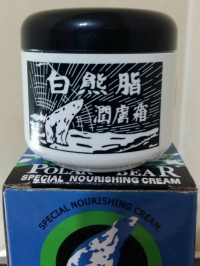 白熊脂
潤膚霜
POLAR BEAR
SPECIAL NOURISHING CREAM
SPECIAL NOURISHING CREAM